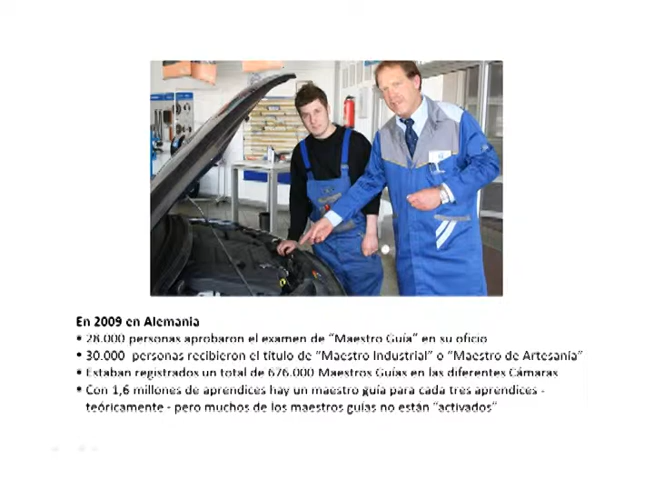 En 2009 en Alemania
• 28.000 personas aprobaron el examen de "Maestro Guía" en su oficio
• 30.000 personas recibieron el título de "Maestro Industrial" o "Maestro de Artesanía"
• Estaban registrados un total de 676.000 Maestros Guías en las diferentes Cámaras
• Con 1,6 millones de aprendices hay un maestro guía para cada tres aprendices -
teóricamente - pero muchos de los maestros guías no están "activados"